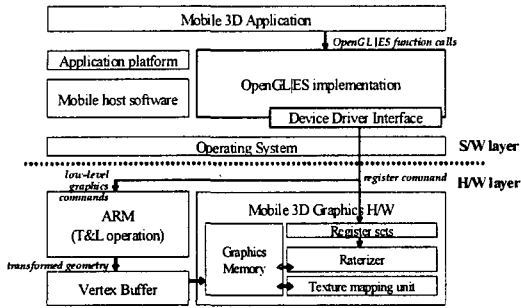 Mobile 3D Application
OpenGL|ES function calls
Application platform
OpenGL|ES implementation
Mobile host software
Device Driver Interface
Operating System
S/W layer
low-level
graphics
commands
register command
H/W layer
ARM
(T&L operation)
Mobile 3D Graphics H/W
Register sets
Graphics
Memory
Raterizer
transformed geometry
Vertex Buffer
Texture mapping unit